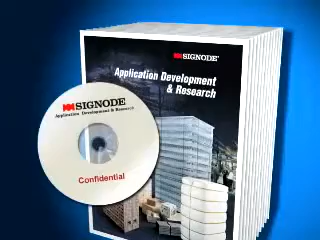 SIGNODE
Application Development
& Research
SIGNODE
Application Development & Research
Confidential